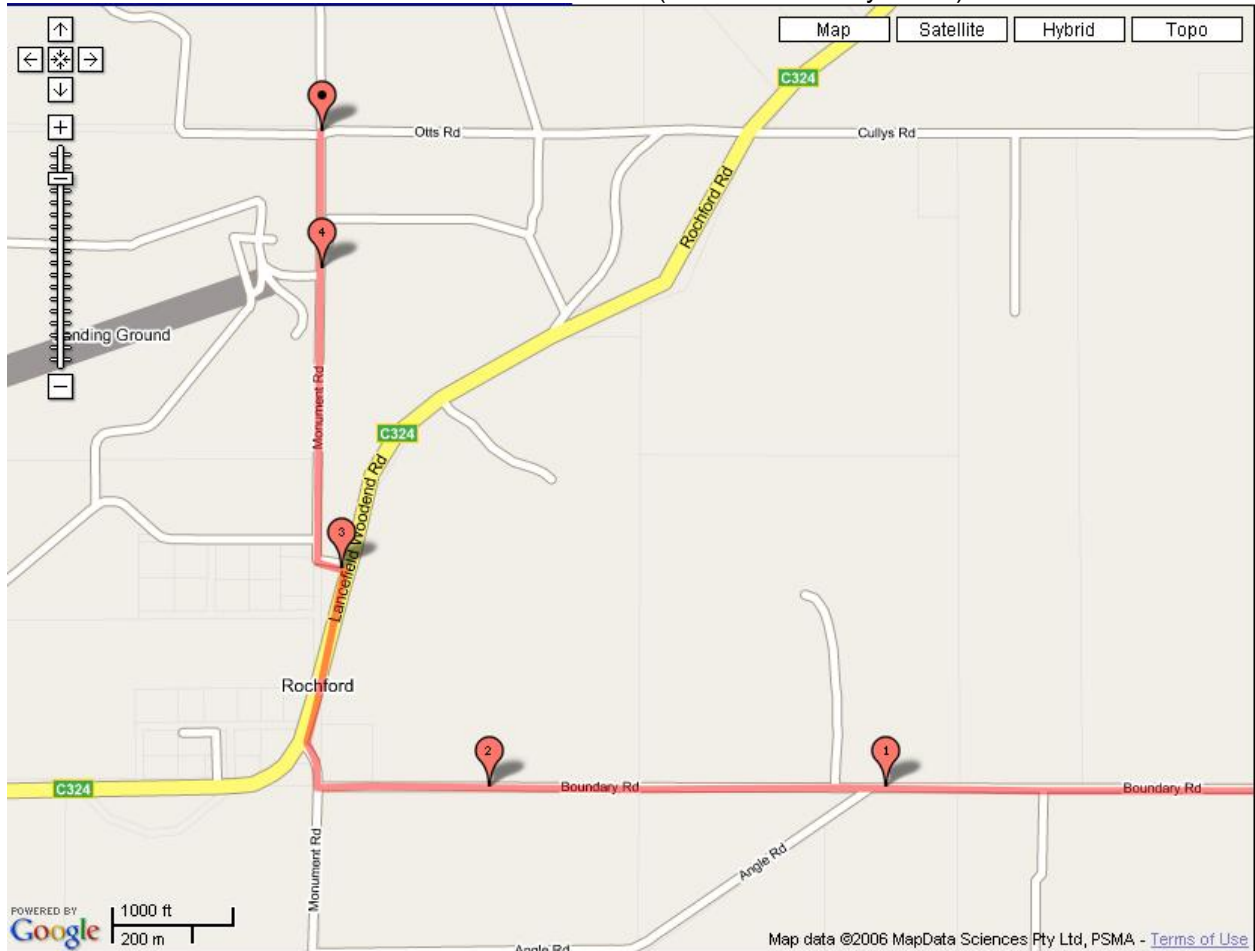 Map Satellite Hybrid Topo
C324
Otts Rd
Cullys Rd
Rochford Rd
4
nding Ground
Monument Rd
C324
Lancefield Woodend Rd
3
Rochford
2
1
C324
Boundary Rd
Boundary Rd
Monument Rd
Angle Rd
POWERED BY
Google
1000 ft
200 m
Angle Rd
Map data ©2006 MapData Sciences Pty Ltd, PSMA - Terms of Use